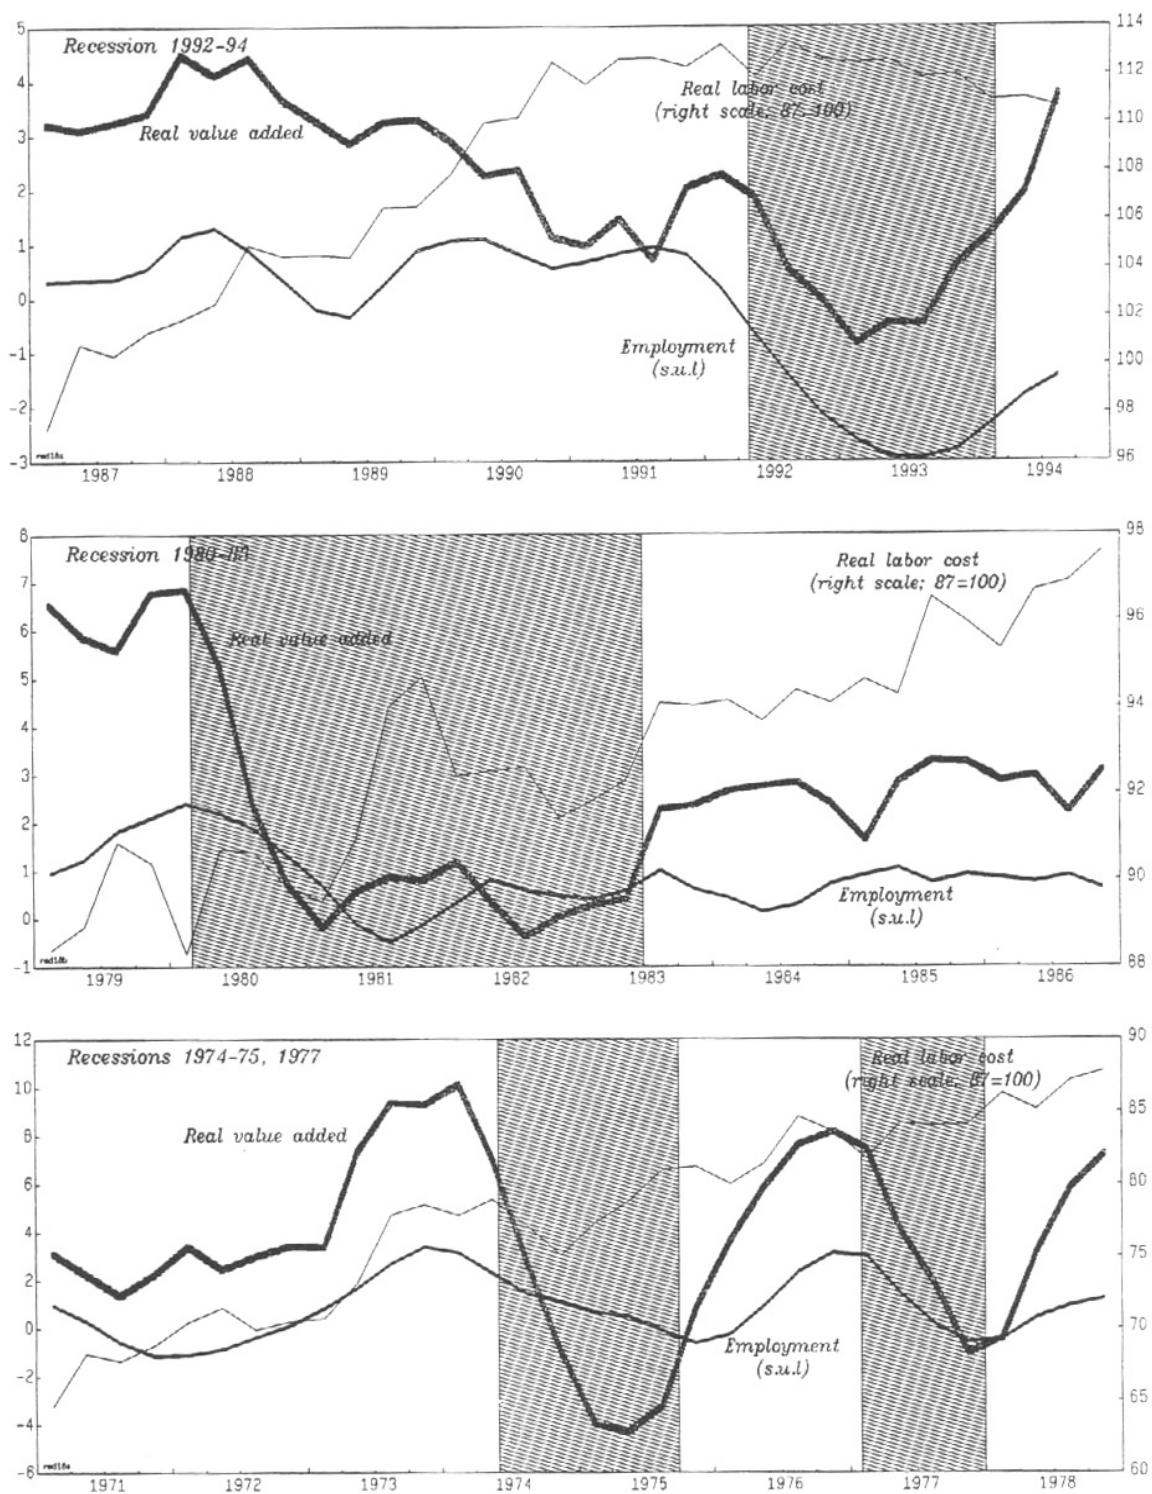 5
4
3
2
1
0
-1
-2
-3
114
112
110
108
106
104
102
100
98
96
Recession 1992-94
Real labor cost
(right scale; 87=100)
Real value added
Employment
(s.u.l)
1987 1988 1989 1990 1991 1992 1993 1994
8
7
6
5
4
3
2
1
0
-1
98
96
94
92
90
88
Recession 1980-83
Real labor cost
(right scale; 87=100)
Real value added
Employment
(s.u.l)
1979 1980 1981 1982 1983 1984 1985 1986
12
10
8
6
4
2
0
-2
-4
-6
90
85
80
75
70
65
60
Recessions 1974-75, 1977
Real labor cost
(right scale; 87=100)
Real value added
Employment
(s.u.l)
1971 1972 1973 1974 1975 1976 1977 1978